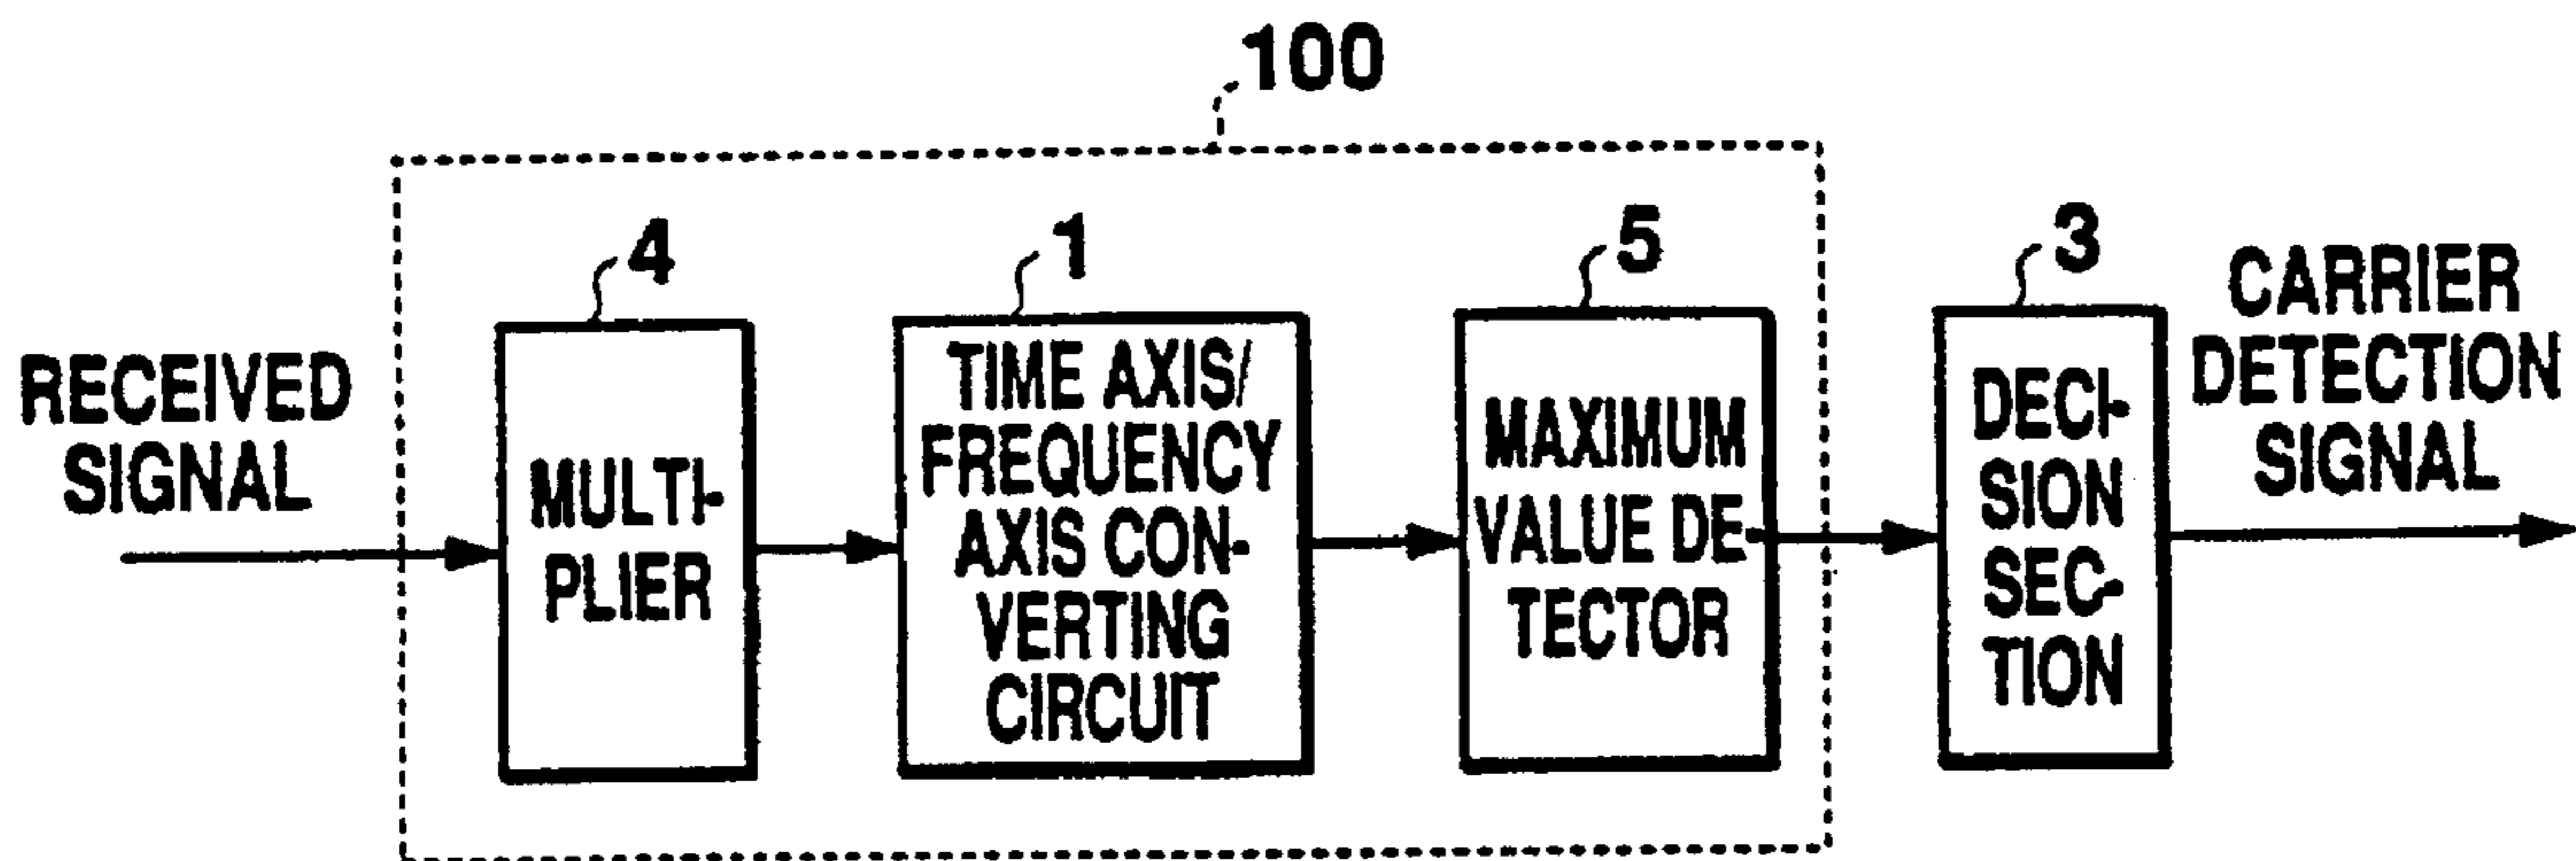 100
4
1
5
3
RECEIVED
SIGNAL
MULTI-
PLIER
TIME AXIS/
FREQUENCY
AXIS CON-
VERTING
CIRCUIT
MAXIMUM
VALUE DE-
TECTOR
DECI-
SION
SEC-
TION
CARRIER
DETECTION
SIGNAL